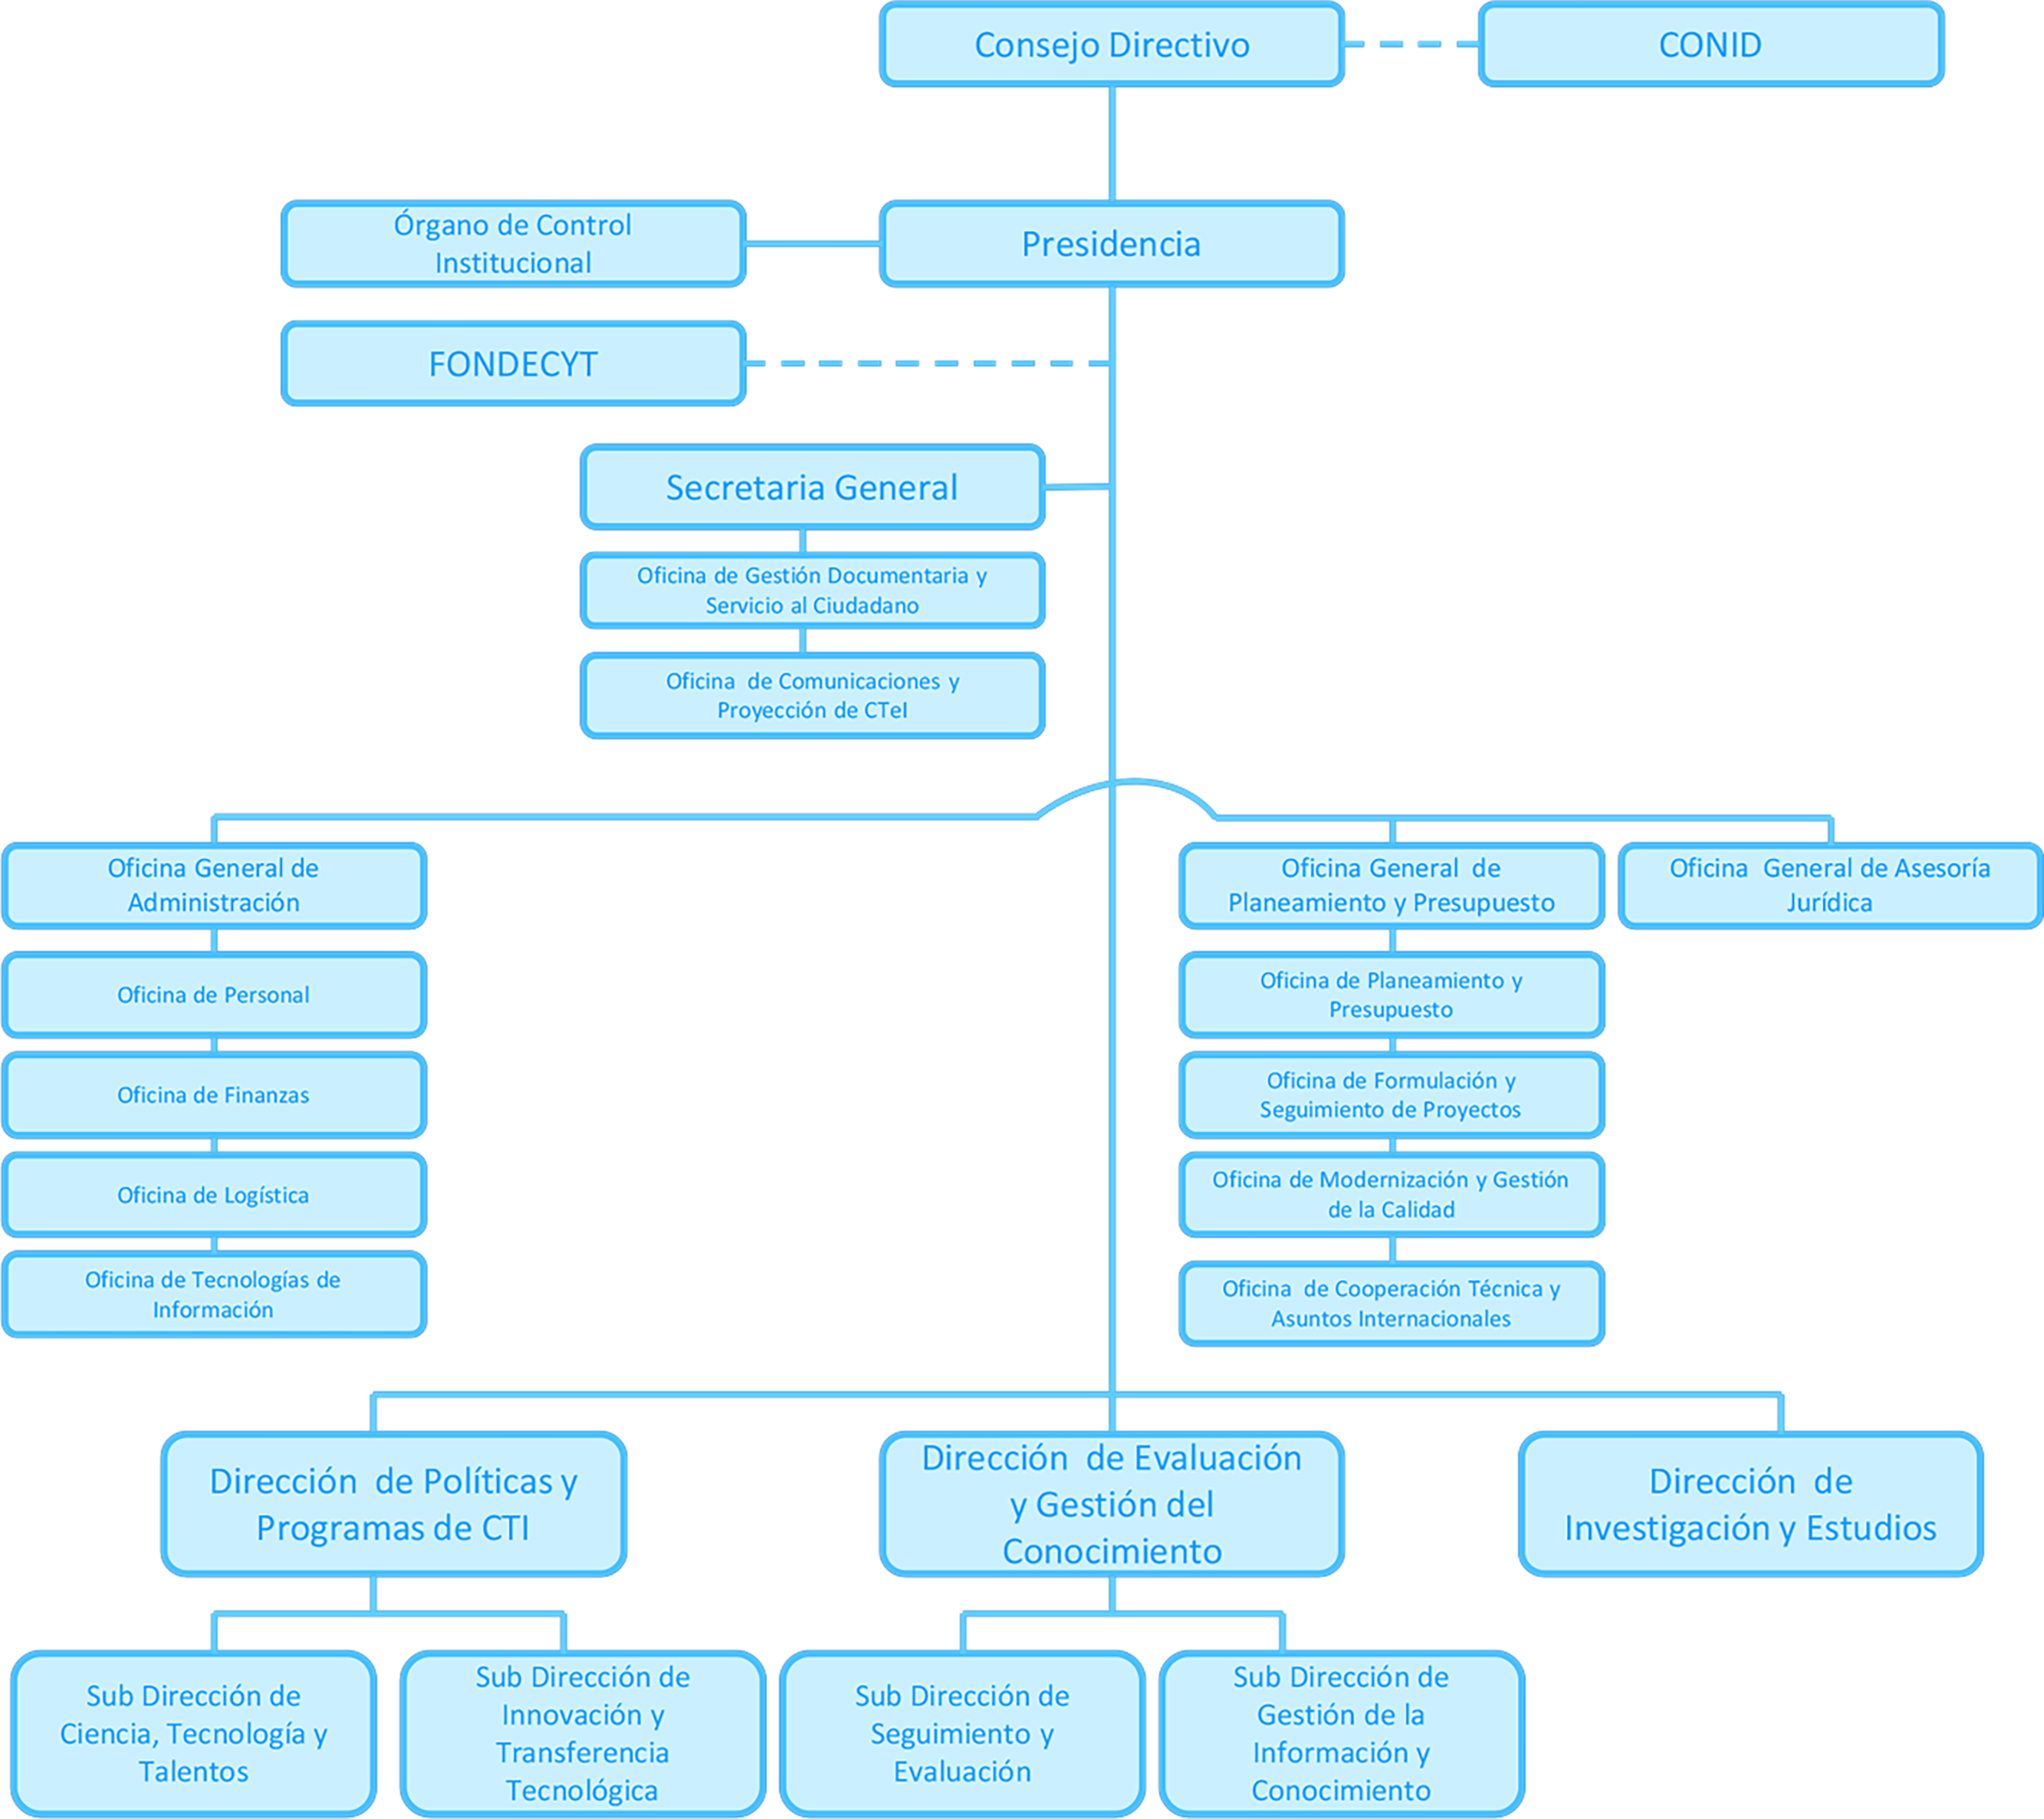 Consejo Directivo
CONID
Órgano de Control
Institucional
Presidencia
FONDECYT
Secretaria General
Oficina de Gestión Documentaria y
Servicio al Ciudadano
Oficina de Comunicaciones y
Proyección de CTeI
Oficina General de
Administración
Oficina de Personal
Oficina de Finanzas
Oficina de Logística
Oficina de Tecnologías de
Información
Oficina General de
Planeamiento y Presupuesto
Oficina de Planeamiento y
Presupuesto
Oficina de Formulación y
Seguimiento de Proyectos
Oficina de Modernización y Gestión
de la Calidad
Oficina de Cooperación Técnica y
Asuntos Internacionales
Oficina General de Asesoría
Jurídica
Dirección de Políticas y
Programas de CTI
Dirección de Evaluación
y Gestión del
Conocimiento
Dirección de
Investigación y Estudios
Sub Dirección de
Ciencia, Tecnología y
Talentos
Sub Dirección de
Innovación y
Transferencia
Tecnológica
Sub Dirección de
Seguimiento y
Evaluación
Sub Dirección de
Gestión de la
Información y
Conocimiento